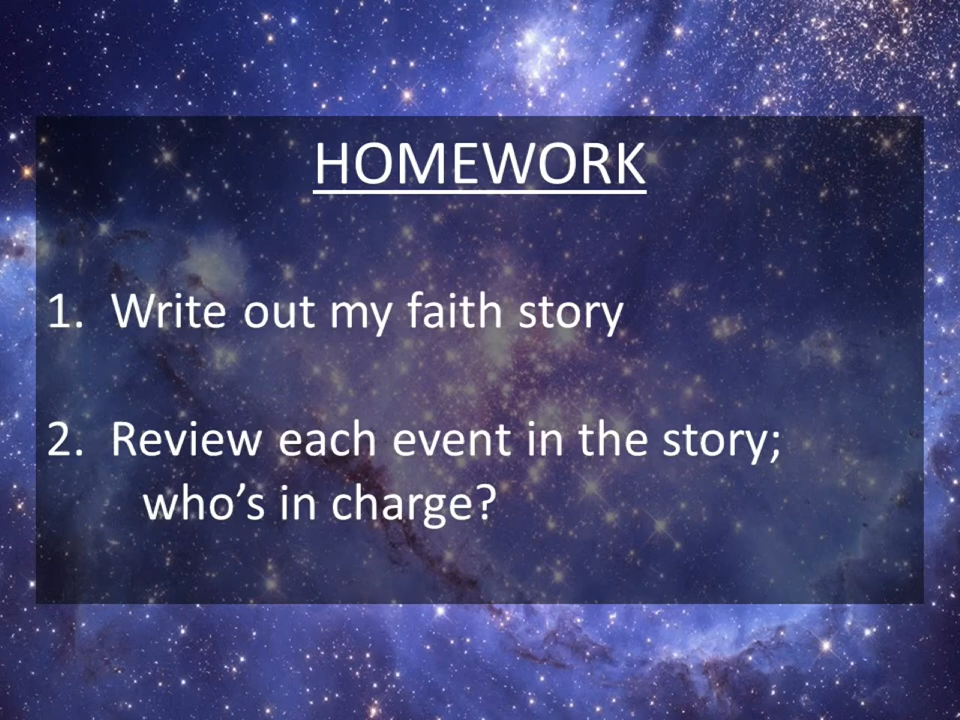 HOMEWORK
1. Write out my faith story
2. Review each event in the story;
who’s in charge?